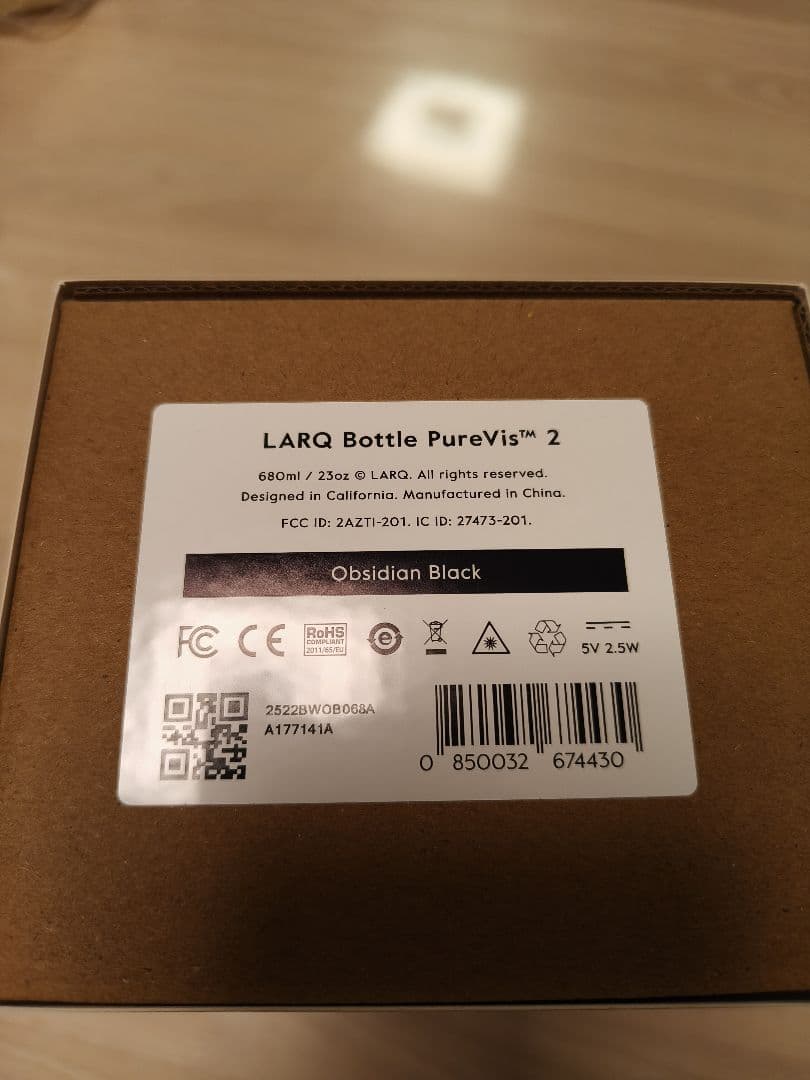 LARQ Bottle PureVis™ 2
680ml / 23oz © LARQ. All rights reserved.
Designed in California. Manufactured in China.
FCC ID: 2AZTI-201. IC ID: 27473-201.
Obsidian Black
FC CE RoHS COMPLIANT 2011/65/EU e 5V 2.5W
2522BWOB068A
A177141A
0 850032 674430